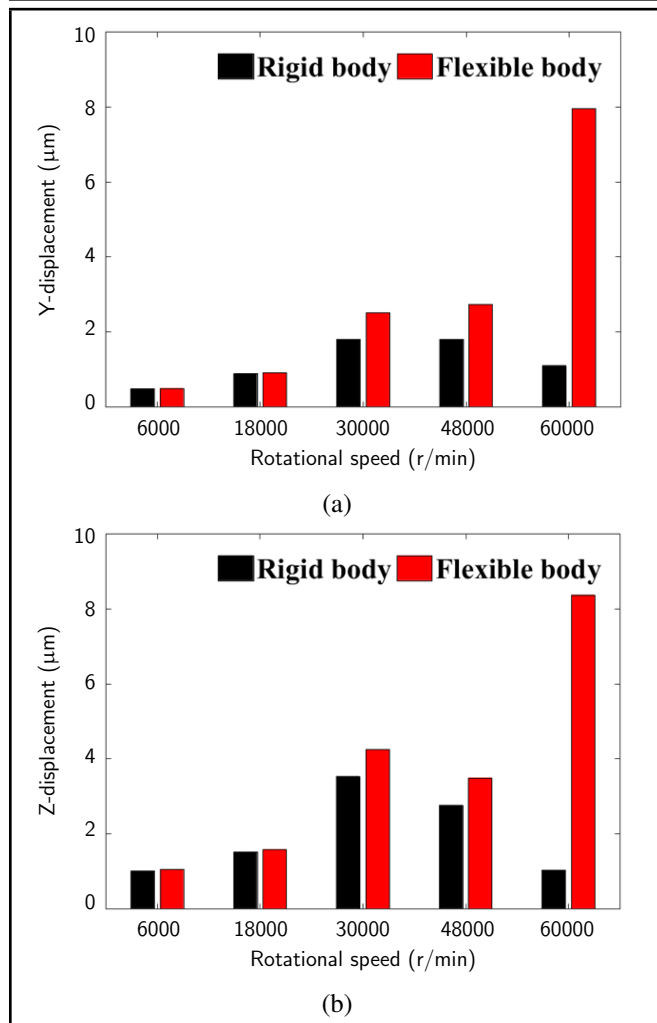 10
Rigid body Flexible body
8
6
4
2
0
Y-displacement (μm)
6000 18000 30000 48000 60000
Rotational speed (r/min)
(a)
10
Rigid body Flexible body
8
6
4
2
0
Z-displacement (μm)
6000 18000 30000 48000 60000
Rotational speed (r/min)
(b)